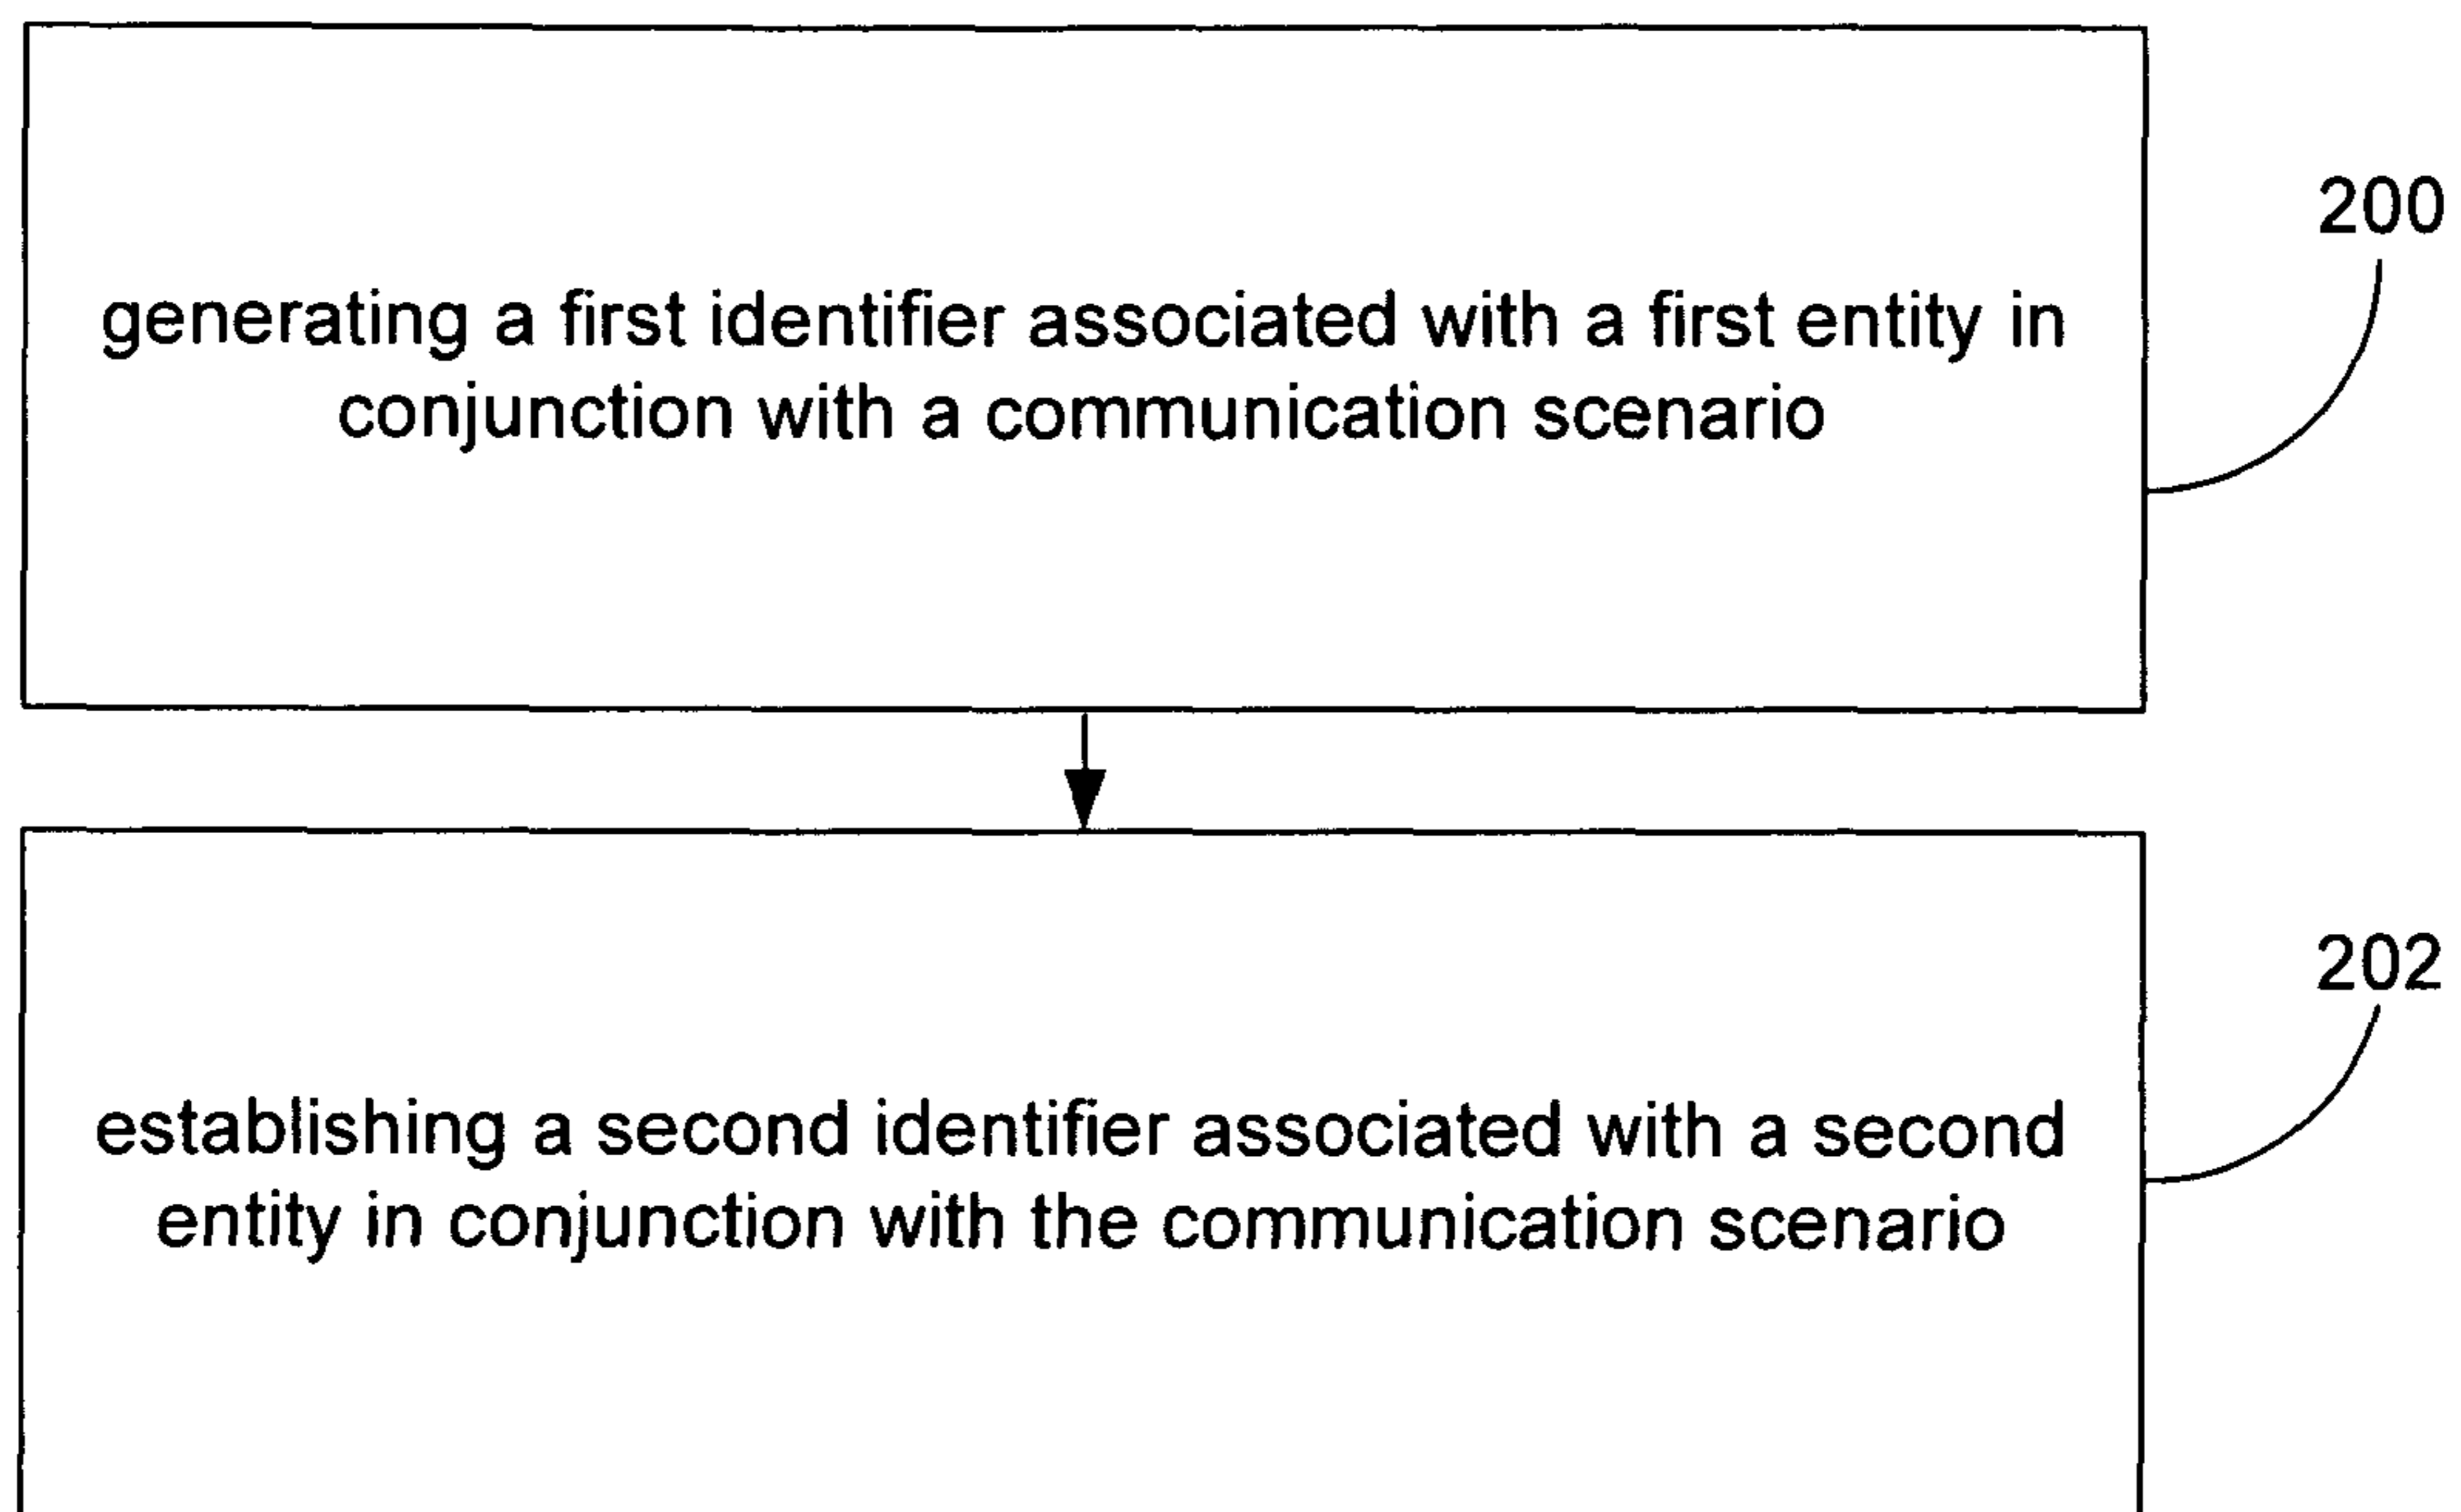 200
generating a first identifier associated with a first entity in
conjunction with a communication scenario
202
establishing a second identifier associated with a second
entity in conjunction with the communication scenario